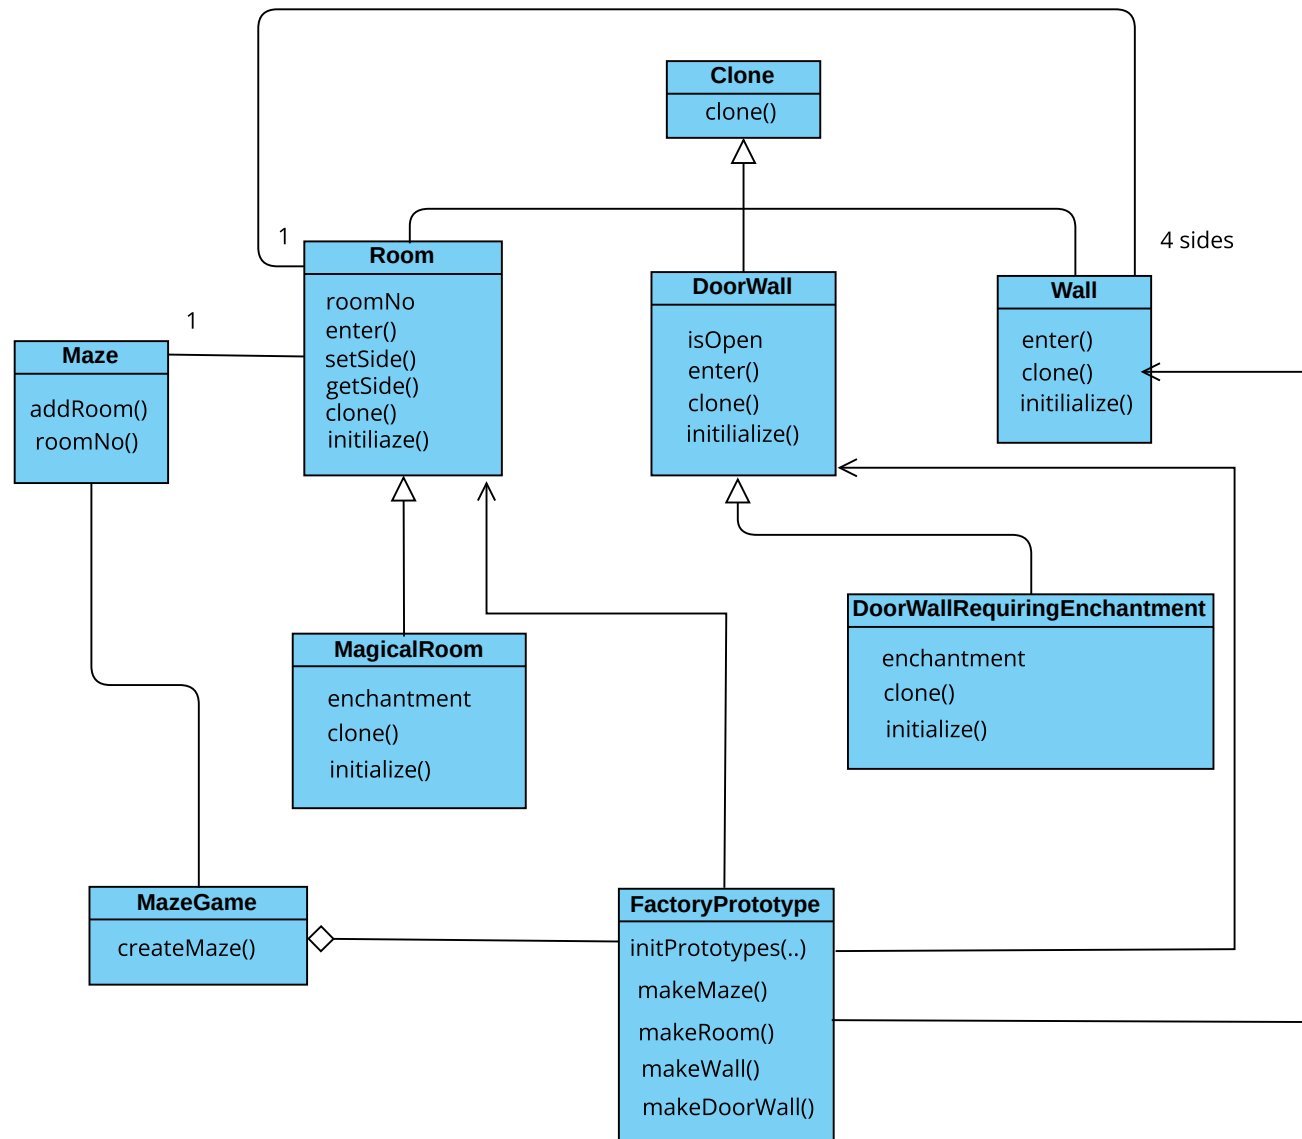 Clone
clone()
1
4 sides
Room
roomNo
enter()
setSide()
getSide()
clone()
initiliaze()
DoorWall
isOpen
enter()
clone()
initilialize()
Wall
enter()
clone()
initilialize()
1
Maze
addRoom()
roomNo()
MagicalRoom
enchantment
clone()
initialize()
DoorWallRequiringEnchantment
enchantment
clone()
initialize()
MazeGame
createMaze()
FactoryPrototype
initPrototypes(..)
makeMaze()
makeRoom()
makeWall()
makeDoorWall()